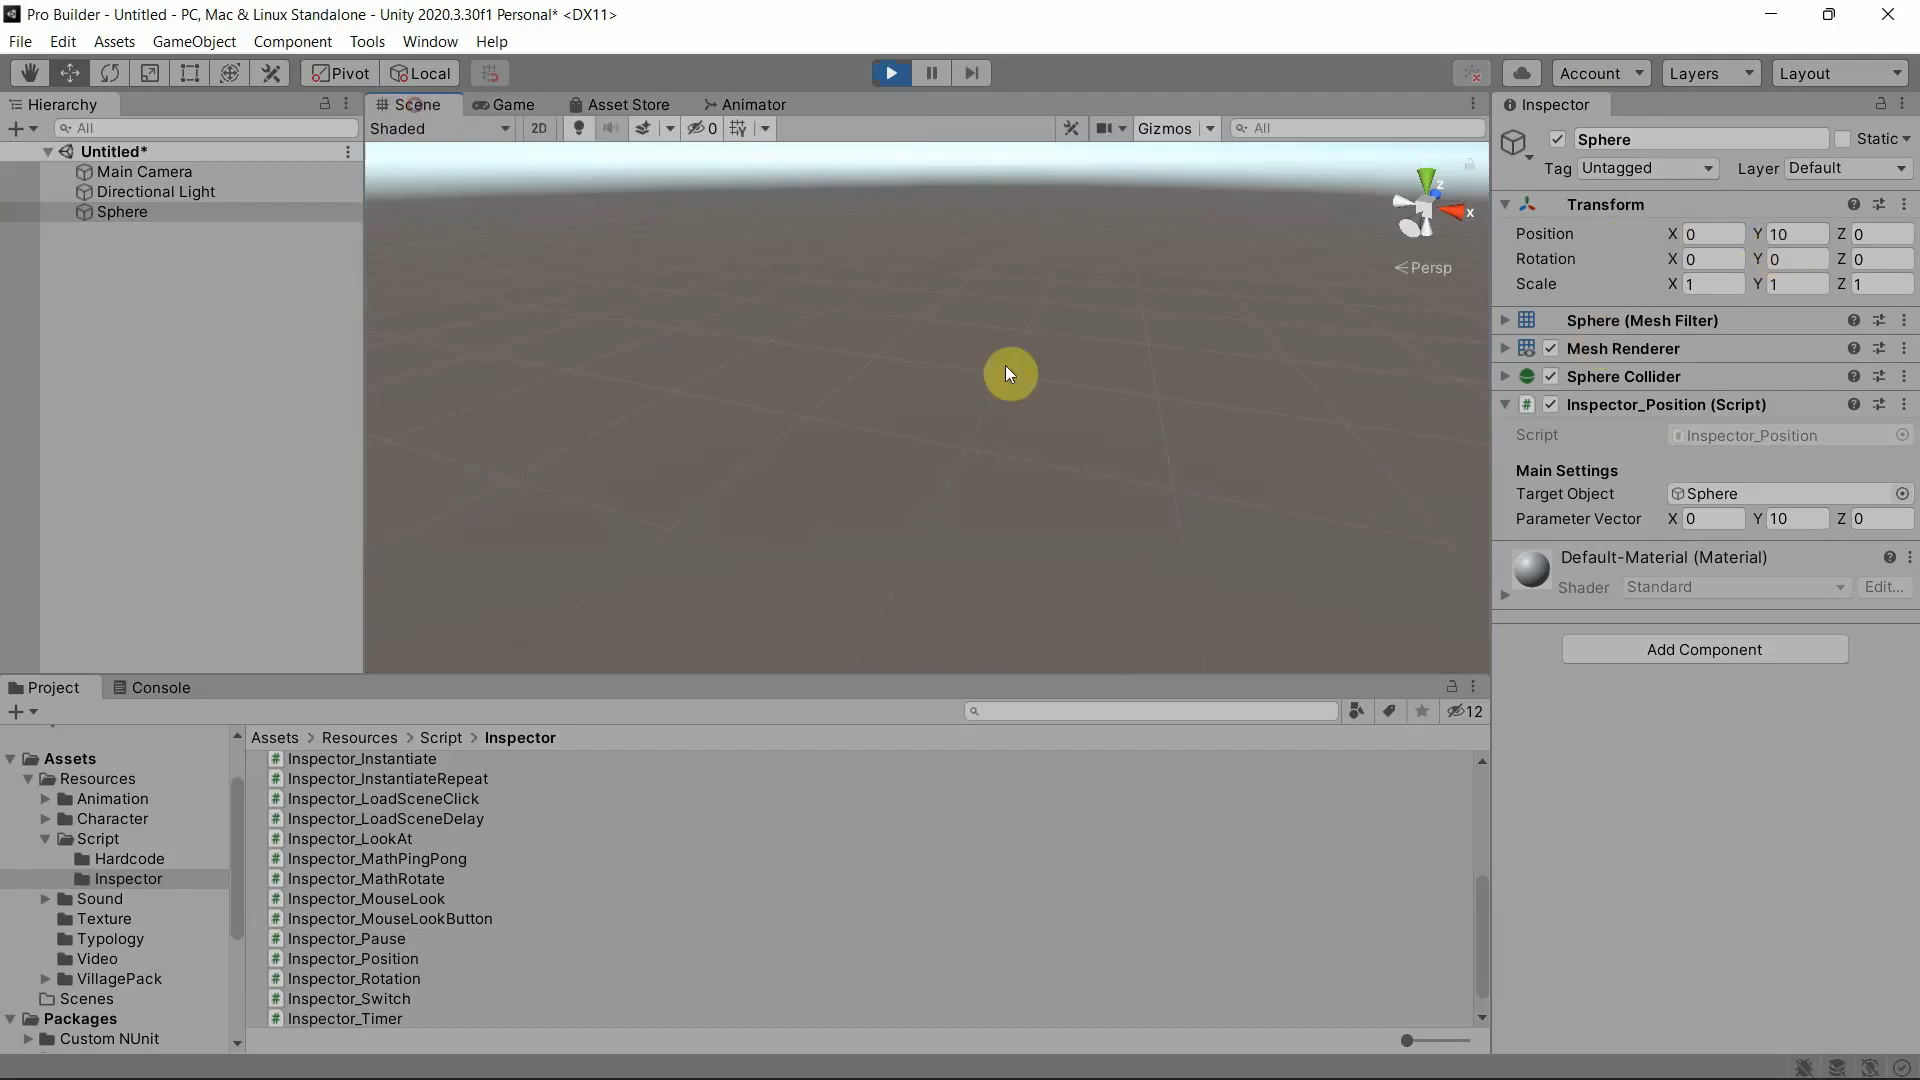 Pro Builder - Untitled - PC, Mac & Linux Standalone - Unity 2020.3.30f1 Personal* <DX11>
File Edit Assets GameObject Component Tools Window Help
Pivot Local Account Layers Layout
Hierarchy
All
Untitled*
Main Camera
Directional Light
Sphere
Scene Game Asset Store Animator
Shaded 2D 0 Gizmos All
Z
X
Persp
Inspector
Sphere Static
Tag Untagged Layer Default
Transform
Position X 0 Y 10 Z 0
Rotation X 0 Y 0 Z 0
Scale X 1 Y 1 Z 1
Sphere (Mesh Filter)
Mesh Renderer
Sphere Collider
Inspector_Position (Script)
Script Inspector_Position
Main Settings
Target Object Sphere
Parameter Vector X 0 Y 10 Z 0
Default-Material (Material)
Shader Standard Edit...
Add Component
Project Console
12
Assets
Resources
Animation
Character
Script
Hardcode
Inspector
Sound
Texture
Typology
Video
VillagePack
Scenes
Packages
Custom NUnit
Assets > Resources > Script > Inspector
Inspector_Instantiate
Inspector_InstantiateRepeat
Inspector_LoadSceneClick
Inspector_LoadSceneDelay
Inspector_LookAt
Inspector_MathPingPong
Inspector_MathRotate
Inspector_MouseLook
Inspector_MouseLookButton
Inspector_Pause
Inspector_Position
Inspector_Rotation
Inspector_Switch
Inspector_Timer